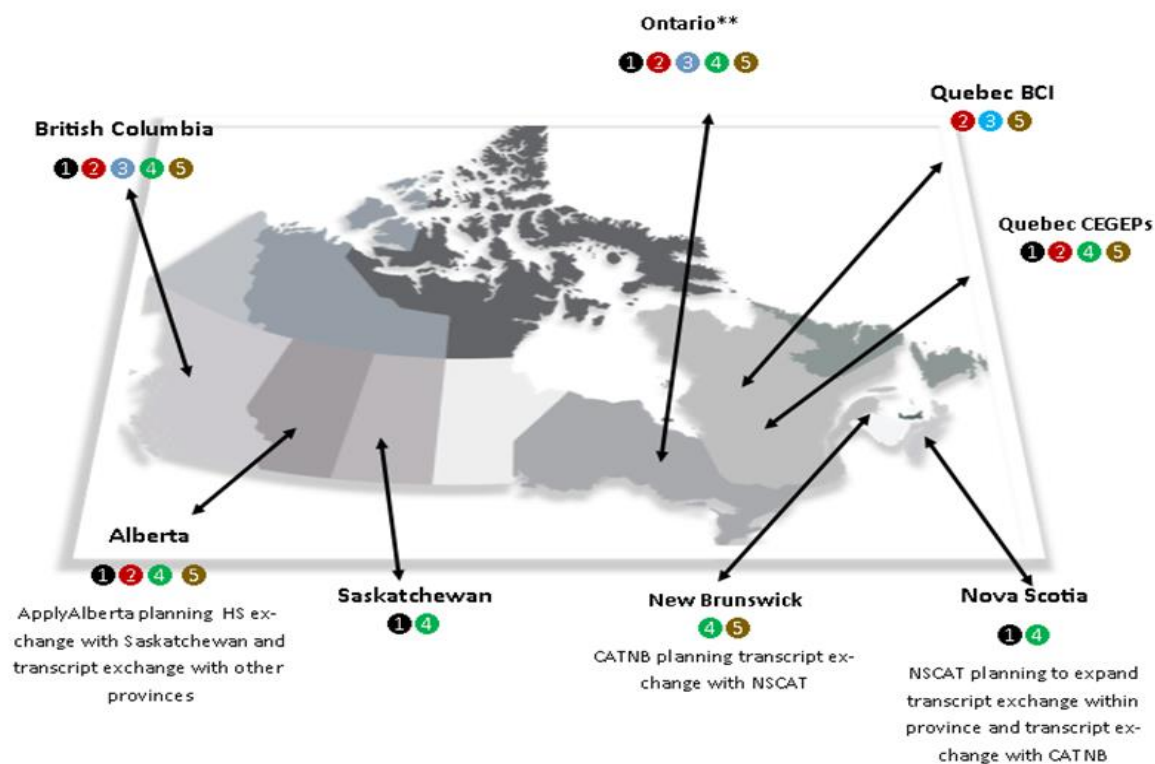 Ontario**
1 2 3 4 5
Quebec BCI
2 3 5
British Columbia
1 2 3 4 5
Quebec CEGEPs
1 2 4 5
Alberta
1 2 4 5
ApplyAlberta planning HS ex-
change with Saskatchewan and
transcript exchange with other
provinces
Saskatchewan
1 4
New Brunswick
4 5
CATNB planning transcript ex-
change with NSCAT
Nova Scotia
1 4
NSCAT planning to expand
transcript exchange within
province and transcript ex-
change with CATNB